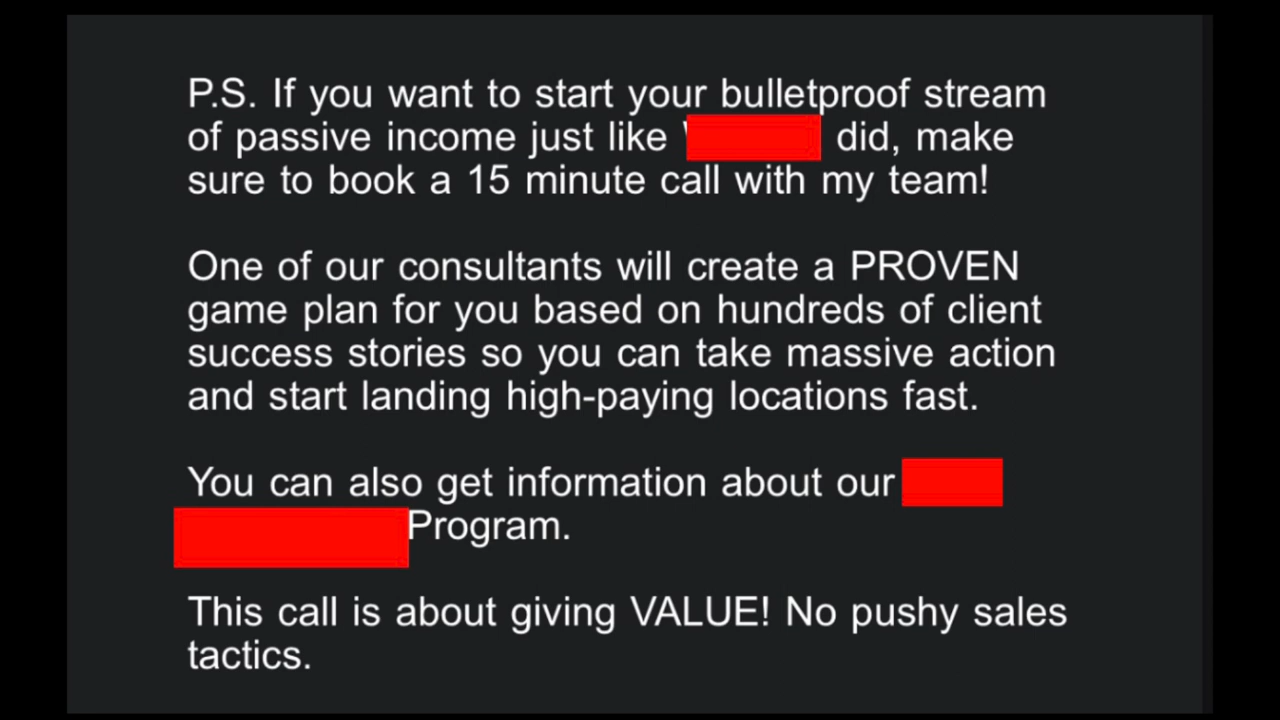 P.S. If you want to start your bulletproof stream
of passive income just like did, make
sure to book a 15 minute call with my team!
One of our consultants will create a PROVEN
game plan for you based on hundreds of client
success stories so you can take massive action
and start landing high-paying locations fast.
You can also get information about our
Program.
This call is about giving VALUE! No pushy sales
tactics.